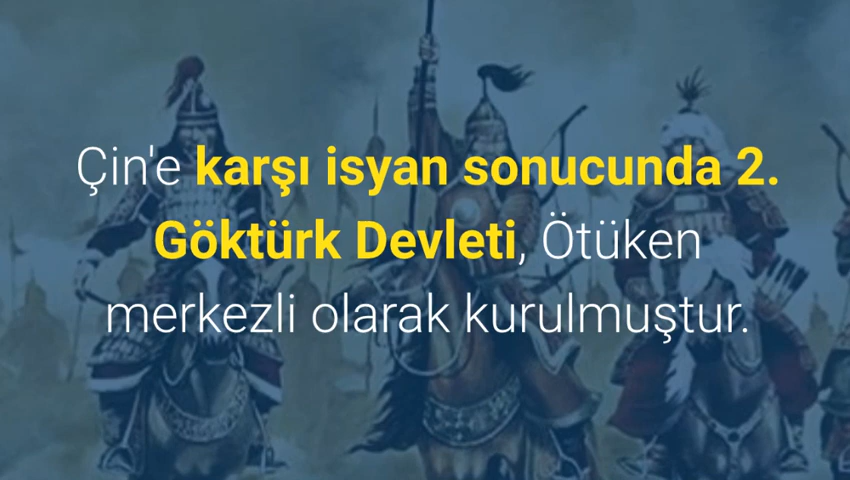 Çin'e karşı isyan sonucunda 2.
Göktürk Devleti, Ötüken
merkezli olarak kurulmuştur.